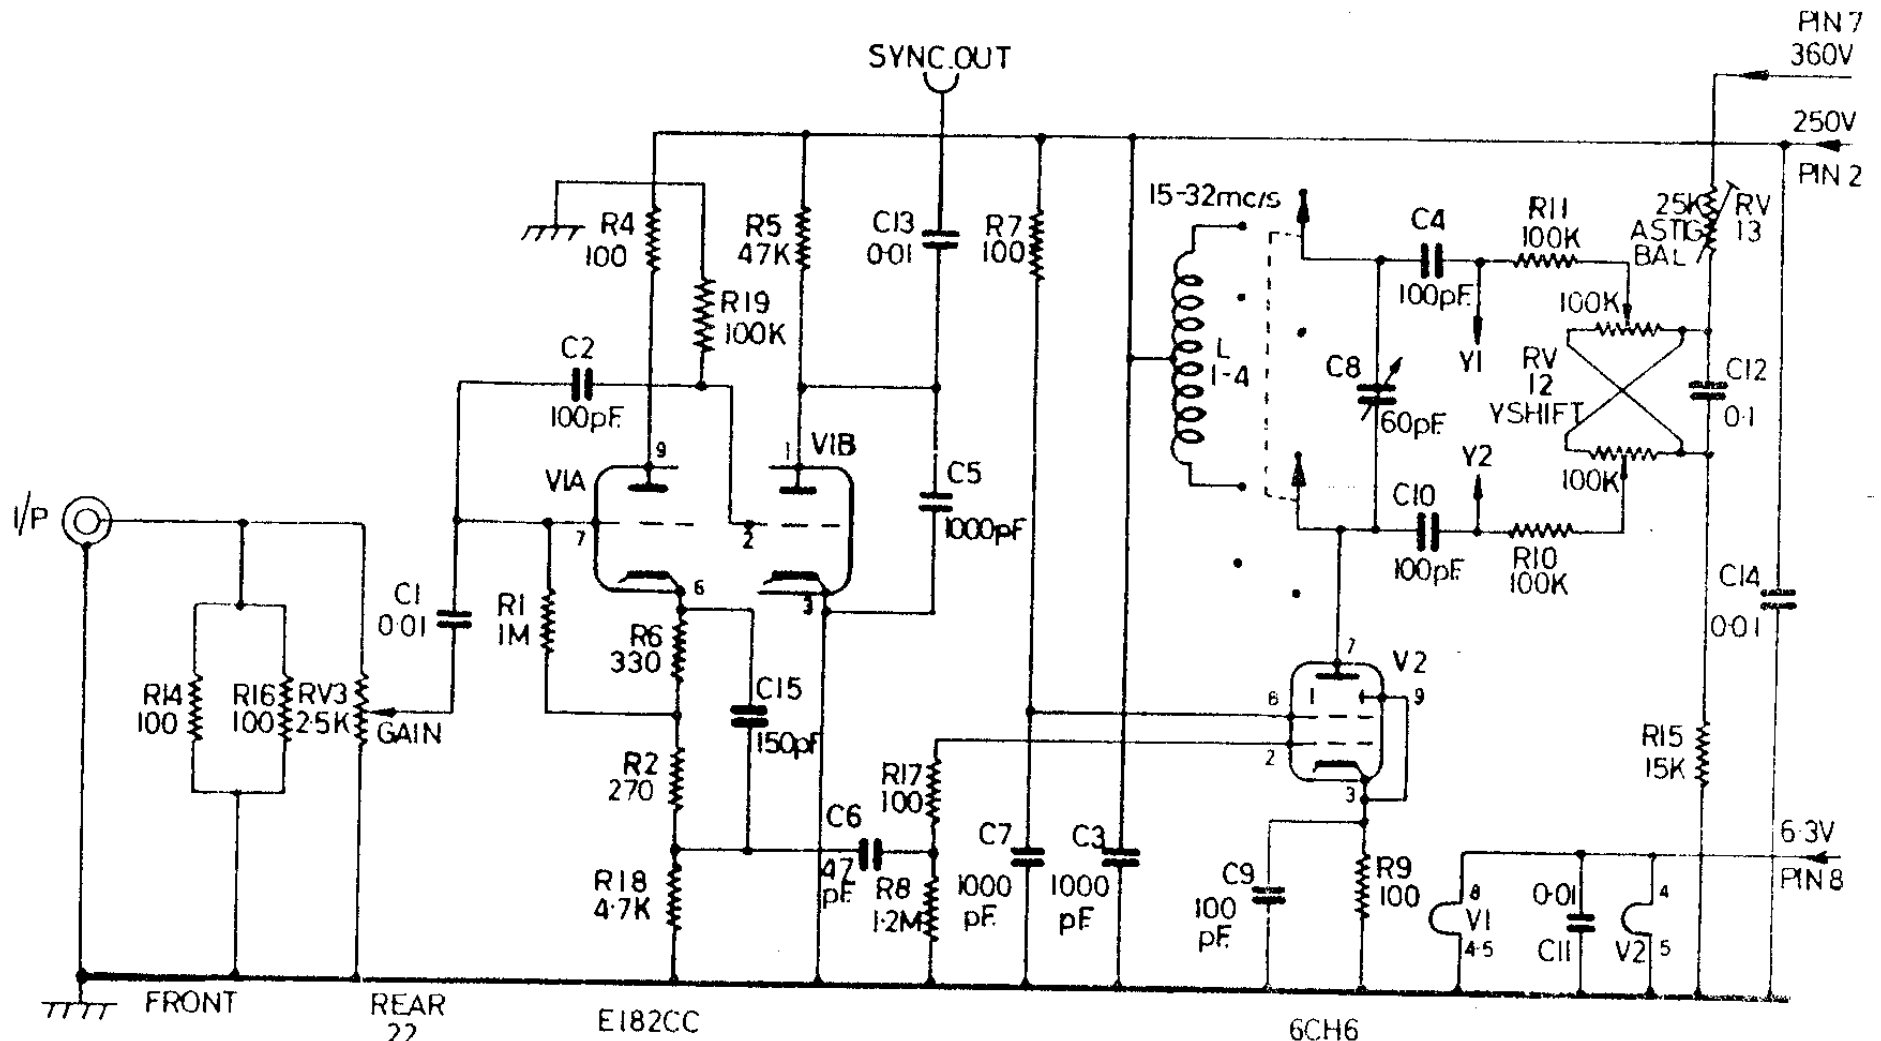 PIN 7
360V
SYNC.OUT
250V
PIN 2
15-32mc/s
R4
100
R5
47K
C13
0·01
R7
100
C4
100pF.
R11
100K
25K
ASTIG
BAL
RV
13
R19
100K
C2
100pF.
L
1-4
C8
60pF.
Y1
100K
RV
12
YSHIFT
C12
0·1
V1A
9
1
V1B
C5
1000pF
Y2
100K
I/P
7
2
C10
100pF.
R10
100K
C14
0·01
C1
0·01
R1
1M
6
3
R6
330
7
V2
R14
100
R16
100
RV3
2·5K
GAIN
C15
150pF
8
1
9
2
3
R15
15K
R2
270
R17
100
C6
47
pF.
C7
1000
pF.
C3
1000
pF.
R18
4·7K
R8
1·2M
C9
100
pF.
R9
100
6·3V
PIN 8
8
V1
4·5
0·01
C11
4
V2
5
FRONT
REAR
22
E182CC
6CH6